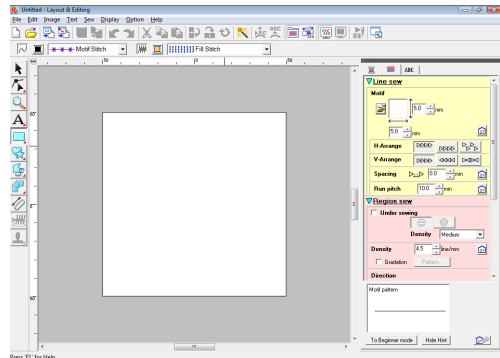 Untitled - Layout & Editing
File Edit Image Text Sew Display Option Help
Motif Stitch
Fill Stitch
ABC
Line sew
Motif
5.0 mm
5.0 mm
H-Arrange
V-Arrange
Spacing 0.0 mm
Run pitch 10.0 mm
Region sew
Under sewing
Density Medium
Density 4.5 line/mm
Gradation Pattern...
Direction
Motif pattern
To Beginner mode Hide Hint
Press 'F1' for Help.